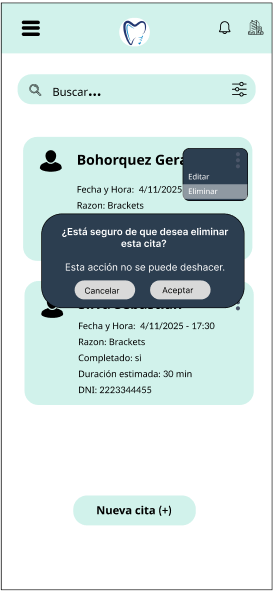 Buscar...
Bohorquez Gera
Editar
Eliminar
Fecha y Hora: 4/11/2025
Razon: Brackets
¿Está seguro de que desea eliminar
esta cita?
Esta acción no se puede deshacer.
Cancelar
Aceptar
Fecha y Hora: 4/11/2025 - 17:30
Razon: Brackets
Completado: si
Duración estimada: 30 min
DNI: 2223344455
Nueva cita (+)